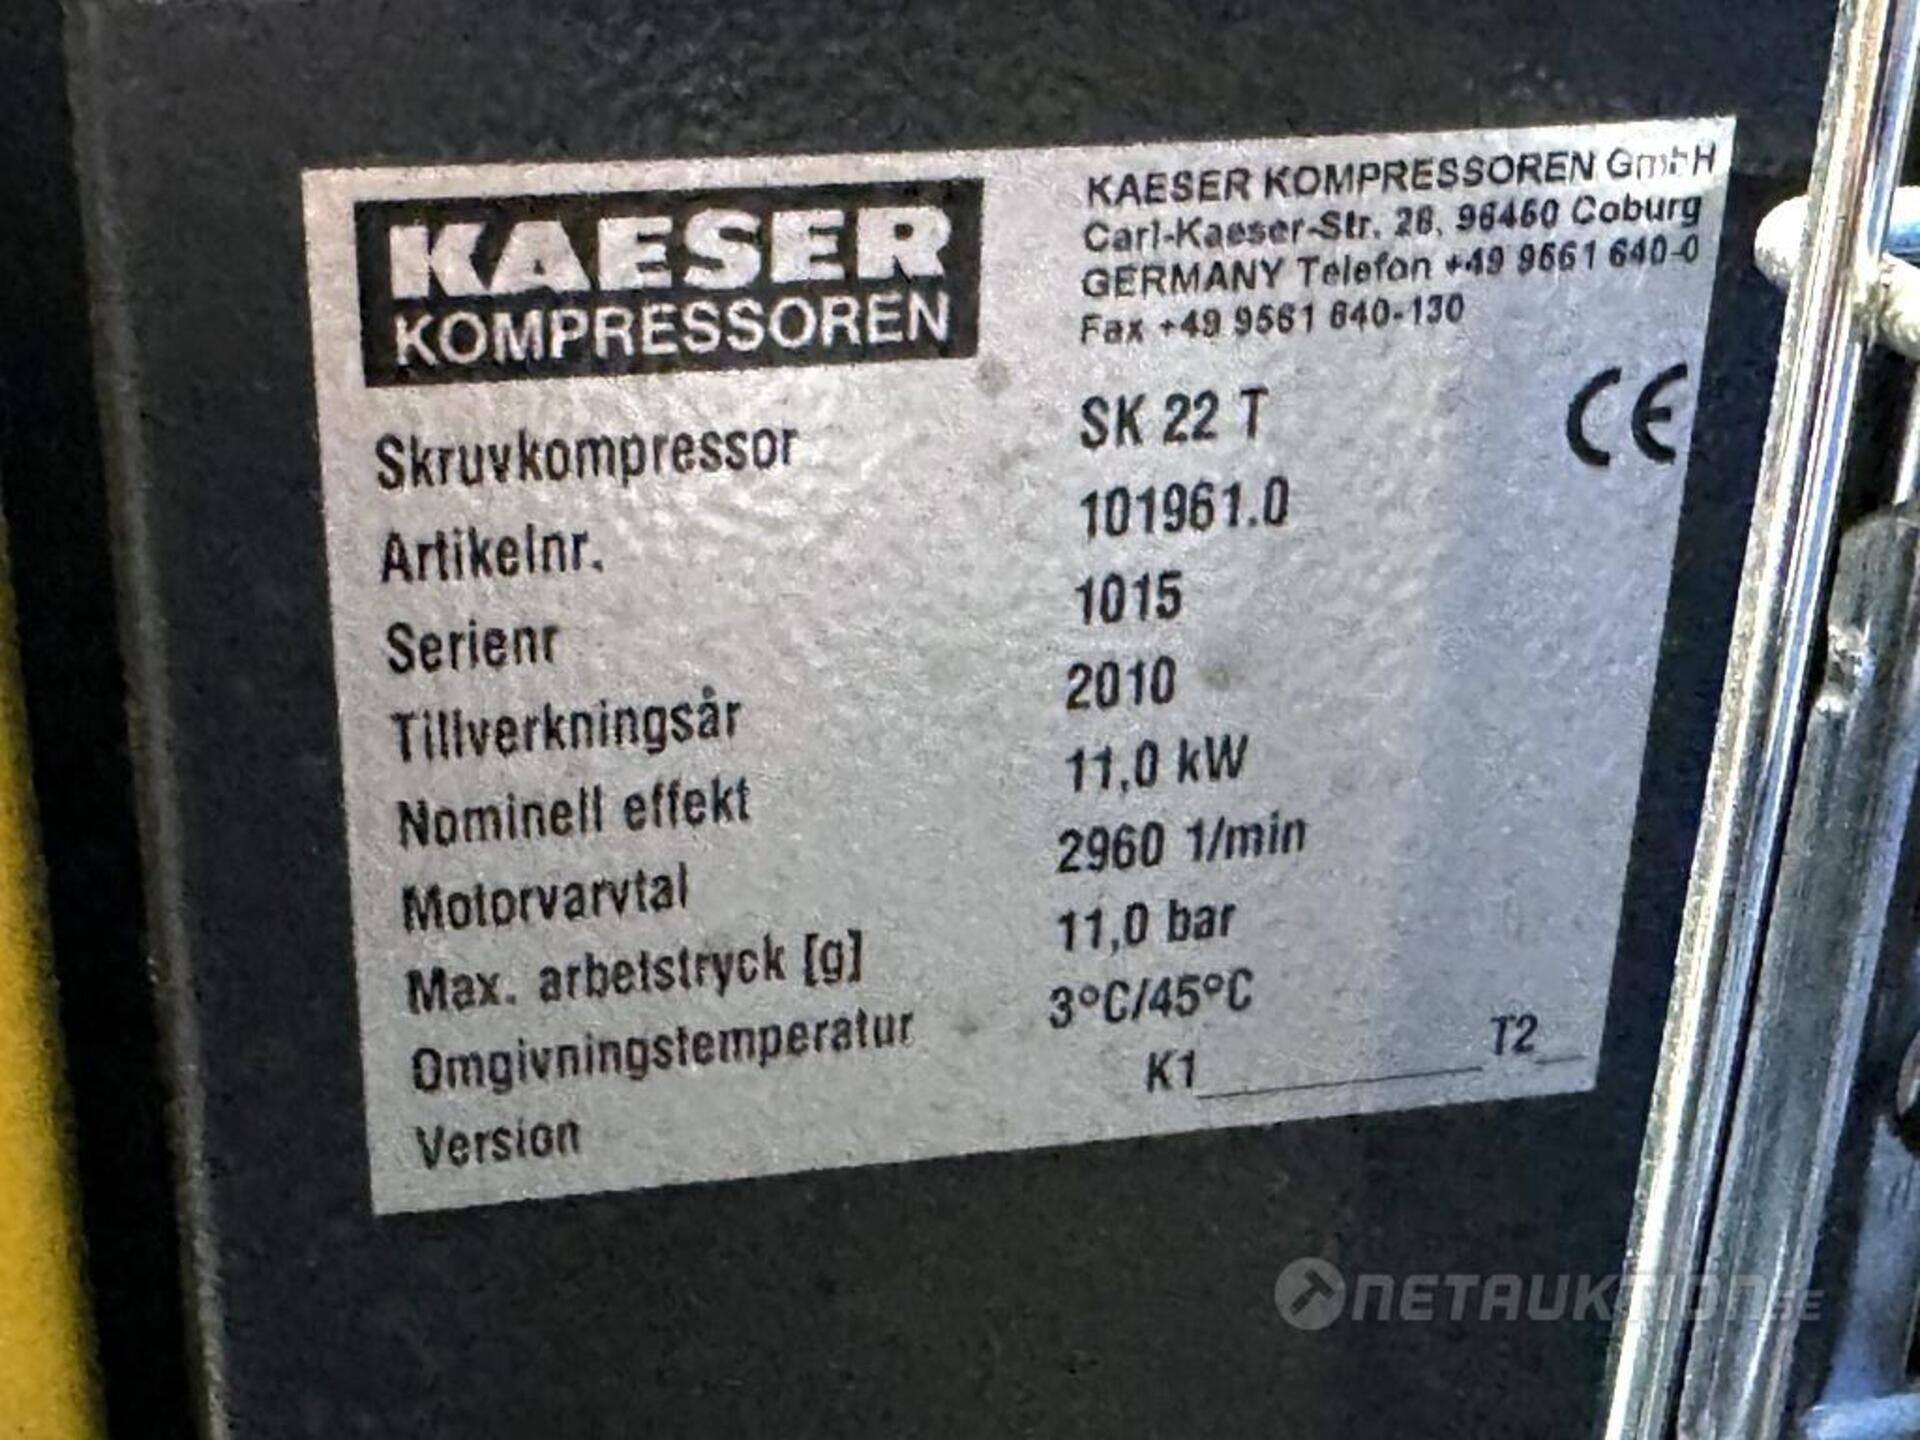 KAESER
KOMPRESSOREN
KAESER KOMPRESSOREN GmbH
Carl-Kaeser-Str. 26, 96450 Coburg
GERMANY Telefon +49 9561 640-0
Fax +49 9561 640-130
CE
Skruvkompressor SK 22 T
Artikelnr. 101961.0
Serienr 1015
Tillverkningsår 2010
Nominell effekt 11,0 kW
Motorvarvtal 2960 1/min
Max. arbetstryck [g] 11,0 bar
Omgivningstemperatur 3°C/45°C
Version K1 T2
NETAUKTION.SE